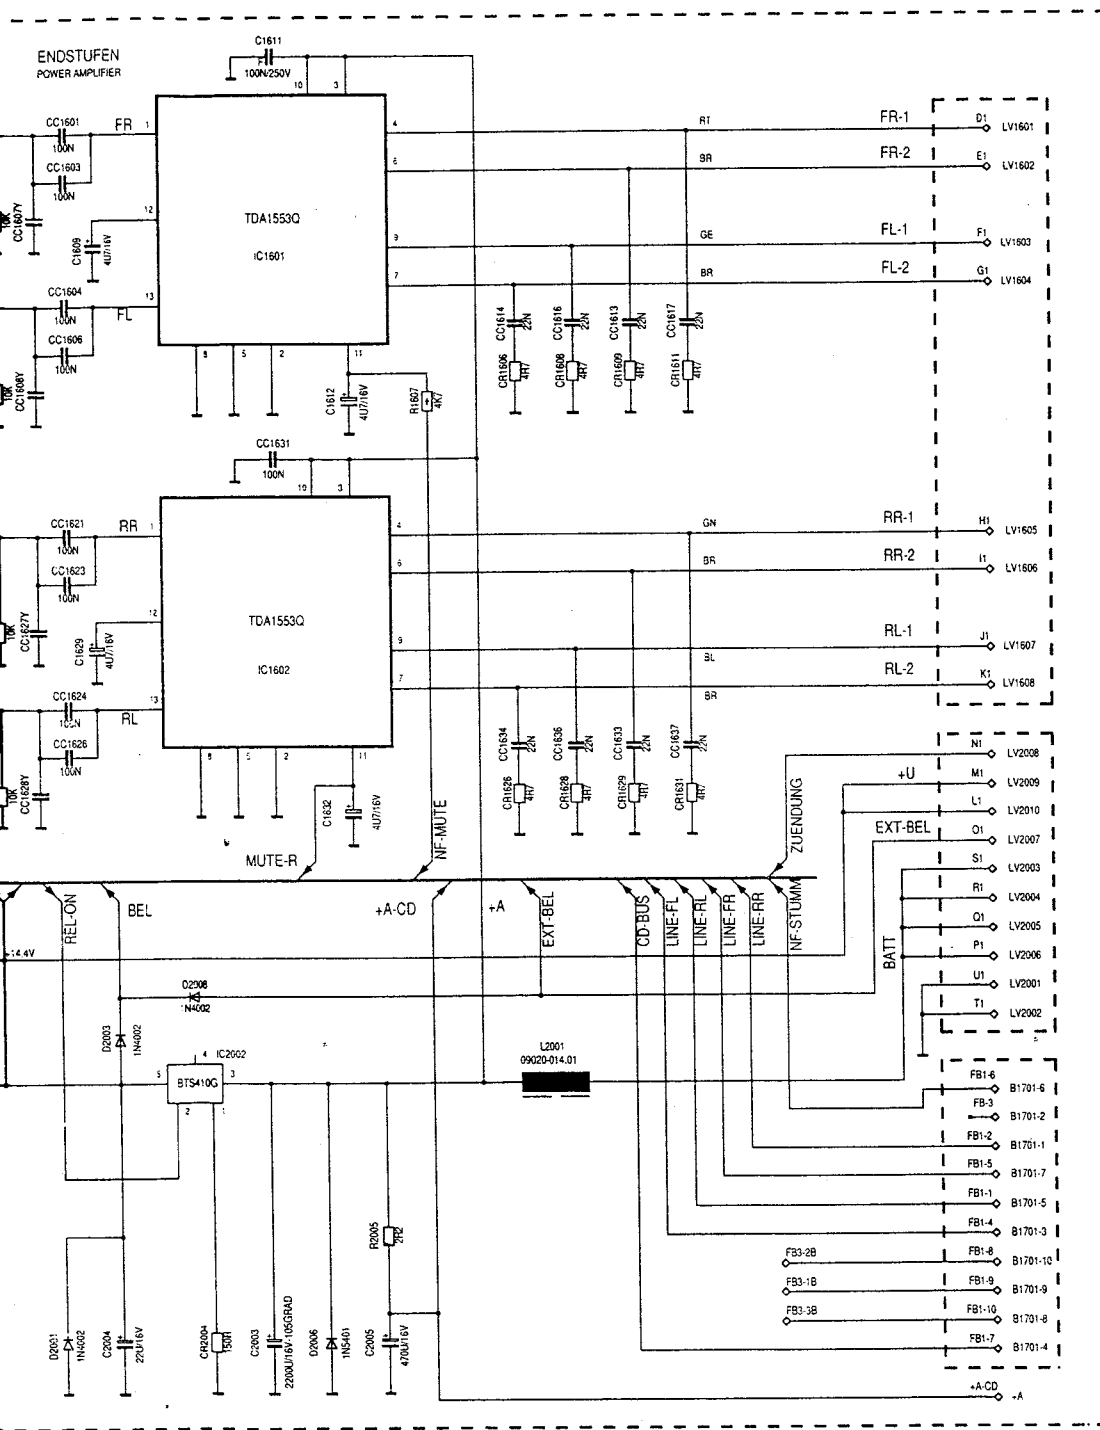 ENDSTUFEN
POWER AMPLIFIER
C1611
100N/250V
10 3
CC1601
100N
FR 1
CC1603
100N
10K
CC1607Y
12
C1609
4U7/16V
CC1604
100N
13
FL
CC1606
100N
10K
CC1608Y
TDA1553Q
IC1601
4 RT FR-1 D1 LV1601
6 BR FR-2 E1 LV1602
9 GE FL-1 F1 LV1603
7 BR FL-2 G1 LV1604
8 5 2 11
C1612
4U7/16V
R1607
4K7
CC1614
22N
CC1616
22N
CC1613
22N
CC1617
22N
CR1606
4R7
CR1608
4R7
CR1609
4R7
CR1611
4R7
CC1631
100N
10 3
CC1621
100N
RR 1
CC1623
100N
10K
CC1627Y
12
C1629
4U7/16V
CC1624
100N
13
RL
CC1626
100N
10K
CC1628Y
TDA1553Q
IC1602
4 GN RR-1 H1 LV1605
6 BR RR-2 I1 LV1606
9 BL RL-1 J1 LV1607
7 BR RL-2 K1 LV1608
8 5 2 11
C1632
4U7/16V
CC1634
22N
CC1636
22N
CC1633
22N
CC1637
22N
CR1626
4R7
CR1628
4R7
CR1629
4R7
CR1631
4R7
MUTE-R
NF-MUTE
ZUENDUNG
N1 LV2008
+U M1 LV2009
L1 LV2010
EXT-BEL O1 LV2007
S1 LV2003
R1 LV2004
Q1 LV2005
P1 LV2006
BATT
U1 LV2001
T1 LV2002
REL-ON
BEL
+A-CD
+A
EXT-BEL
CD-BUS
LINE-FL
LINE-RL
LINE-FR
LINE-RR
NF-STUMM
+14.4V
D2008
1N4002
D2003
1N4002
4 IC2002
5 BTS410G 3
2 1
L2001
09020-014.01
FB1-6 B1701-6
FB-3 B1701-2
FB1-2 B1701-1
FB1-5 B1701-7
FB1-1 B1701-5
FB1-4 B1701-3
FB3-2B FB1-8 B1701-10
FB3-1B FB1-9 B1701-9
FB3-3B FB1-10 B1701-8
FB1-7 B1701-4
+A-CD +A
R2005
2R2
D2001
1N4002
C2004
22U/16V
CR2004
150R
C2003
2200U/16V-105GRAD
D2006
1N5401
C2005
470U/16V